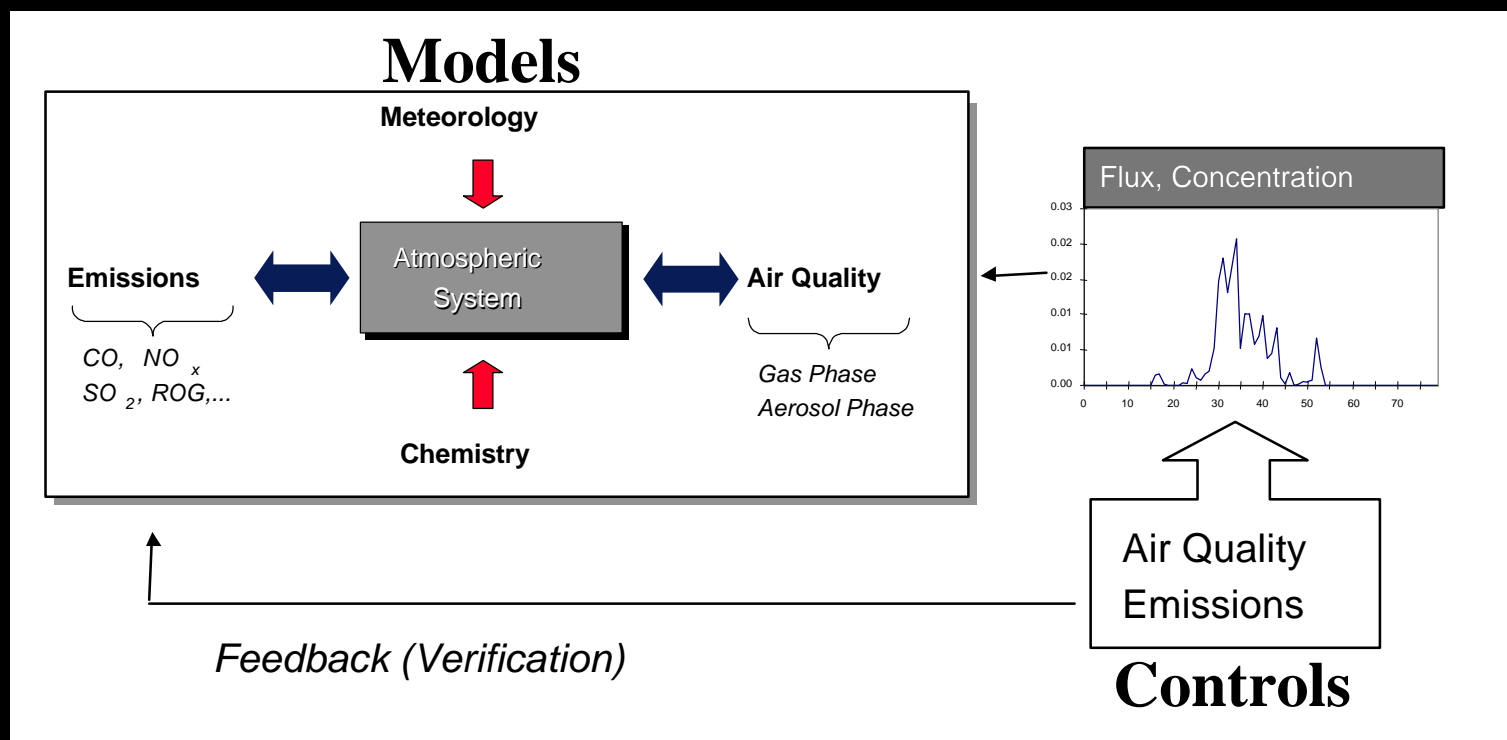 Models
Meteorology
Atmospheric
System
Emissions
CO, NO x
SO 2, ROG,...
Air Quality
Gas Phase
Aerosol Phase
Chemistry
Flux, Concentration
0.03
0.02
0.02
0.01
0.01
0.00
0 10 20 30 40 50 60 70
Air Quality
Emissions
Controls
Feedback (Verification)